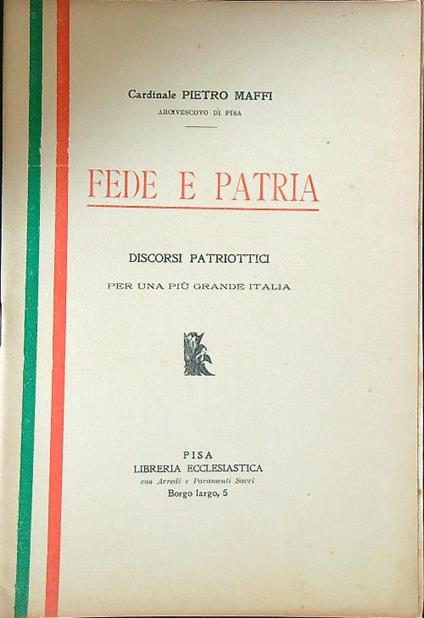 Cardinale PIETRO MAFFI
ARCIVESCOVO DI PISA
FEDE E PATRIA
DISCORSI PATRIOTTICI
PER UNA PIÙ GRANDE ITALIA
PISA
LIBRERIA ECCLESIASTICA
con Arredi e Paramenti Sacri
Borgo largo, 5